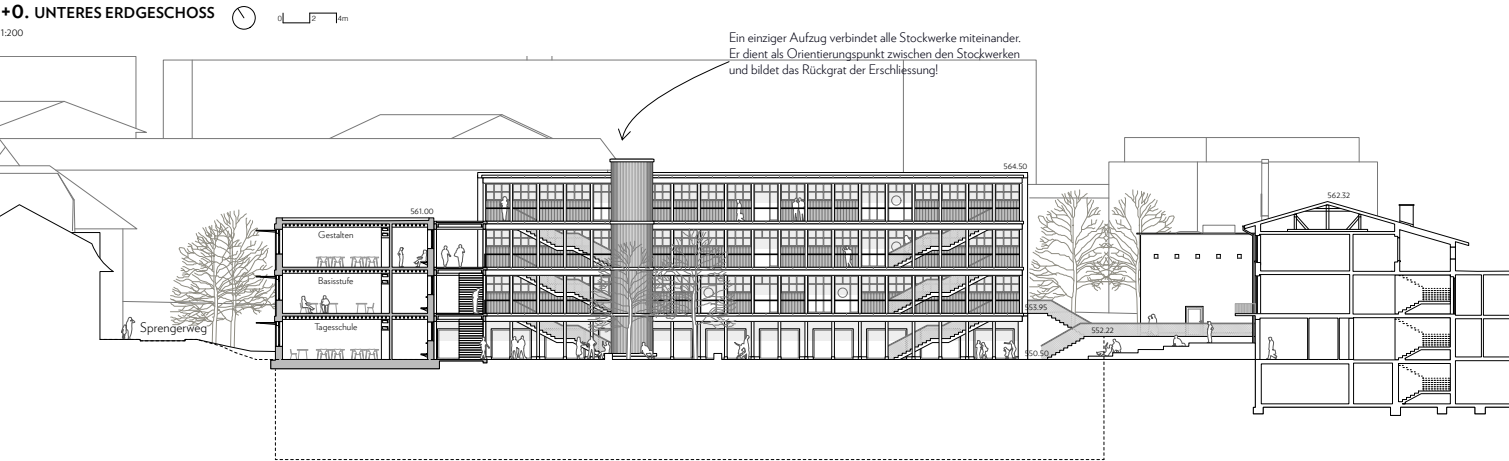 +0. UNTERES ERDGESCHOSS
0 2 4m
1:200
Ein einziger Aufzug verbindet alle Stockwerke miteinander.
Er dient als Orientierungspunkt zwischen den Stockwerken
und bildet das Rückgrat der Erschliessung!
564.50
562.32
561.00
Gestalten
Basisstufe
553.95
Sprengerweg
Tagesschule
552.22
550.50